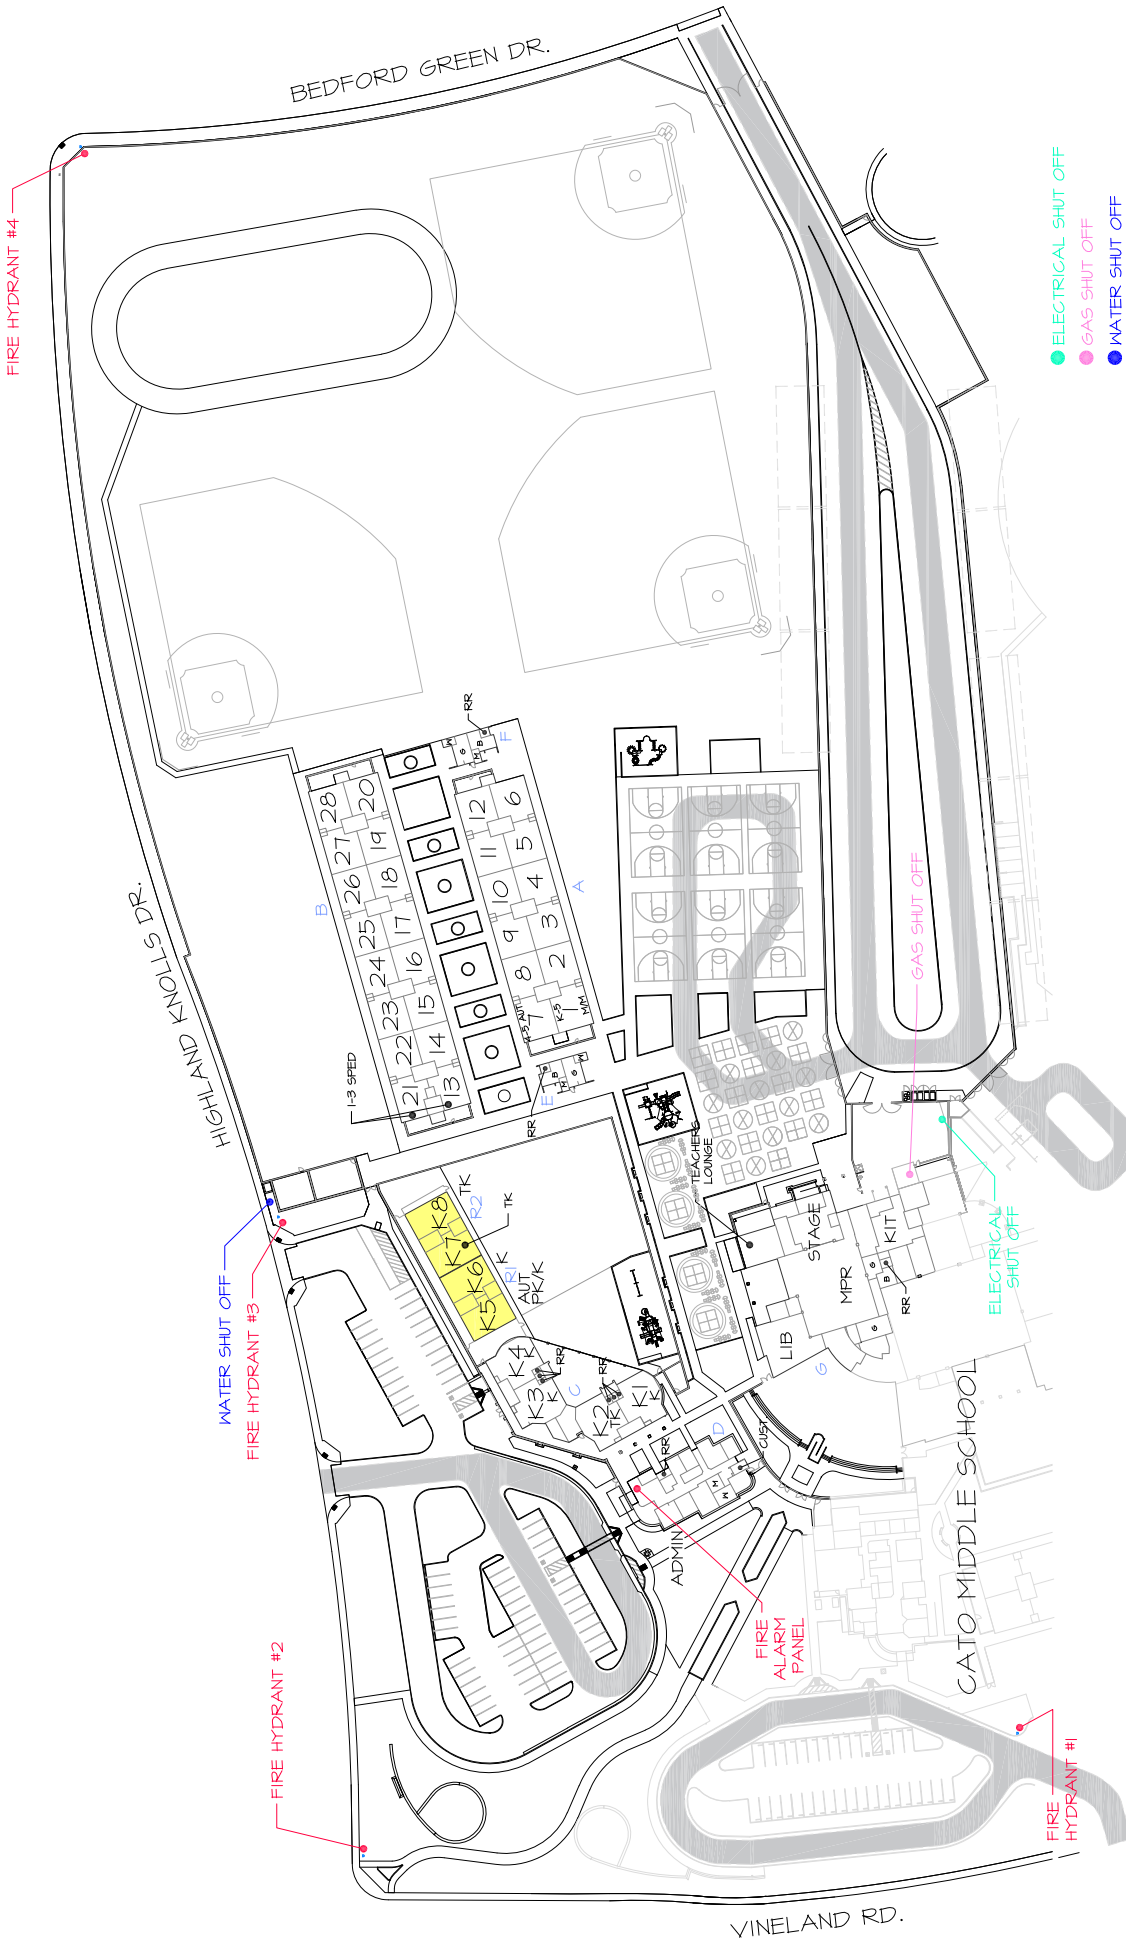 BEDFORD GREEN DR.
FIRE HYDRANT #4
ELECTRICAL SHUT OFF
GAS SHUT OFF
WATER SHUT OFF
HIGHLAND KNOLLS DR.
B
28
27
26
25
24
23
22
21
20
19
18
17
16
15
14
13
1-3 SPED
RR
M
G
B
M
F
12
11
10
9
8
7
K-5 AUT
6
5
4
3
2
1
K-5
M/M
A
RR
E
B
M
G
M
GAS SHUT OFF
WATER SHUT OFF
FIRE HYDRANT #3
K8
K7
K6
K5
TK
R2
TK
K
R1
AUT
PK/K
K4
K
K3
K
RR
C
RR
K2
TK
K1
K
TEACHERS
LOUNGE
STAGE
KIT
MPR
LIB
G
B
RR
G
G
ELECTRICAL
SHUT OFF
D
RR
CUST
M
M
ADMIN
FIRE
ALARM
PANEL
CATO MIDDLE SCHOOL
FIRE HYDRANT #2
FIRE
HYDRANT #1
VINELAND RD.